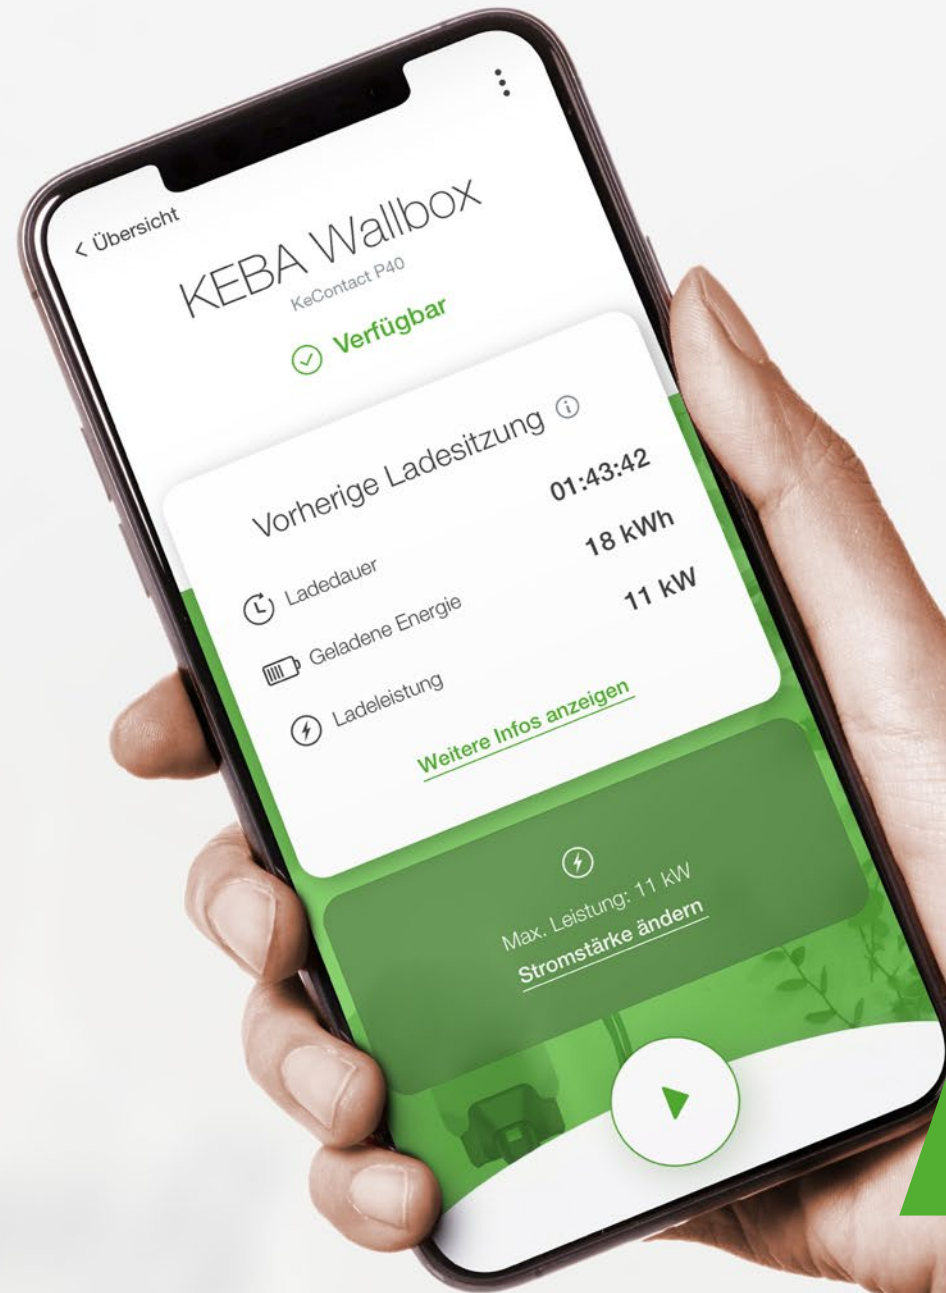 Übersicht
KEBA Wallbox
KeContact P40
Verfügbar
Vorherige Ladesitzung
Ladedauer 01:43:42
Geladene Energie 18 kWh
Ladeleistung 11 kW
Weitere Infos anzeigen
Max. Leistung: 11 kW
Stromstärke ändern